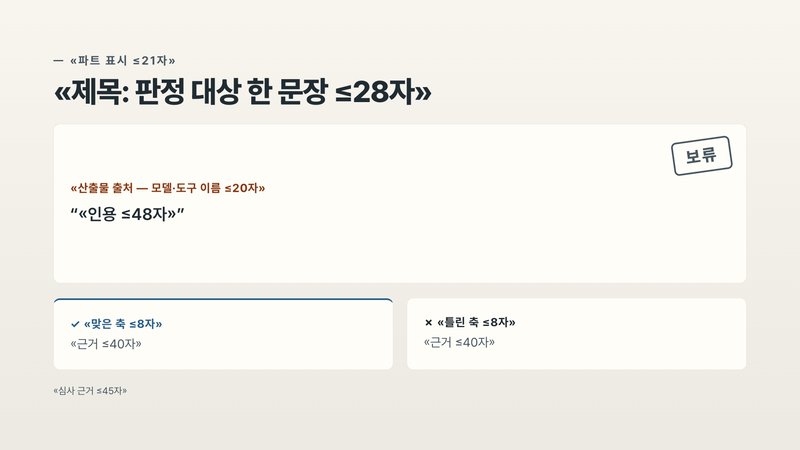 — «파트 표시 ≤21자»
«제목: 판정 대상 한 문장 ≤28자»
보류
«산출물 출처 — 모델·도구 이름 ≤20자»
“«인용 ≤48자»”
✓ «맞은 축 ≤8자»
«근거 ≤40자»
✕ «틀린 축 ≤8자»
«근거 ≤40자»
«심사 근거 ≤45자»